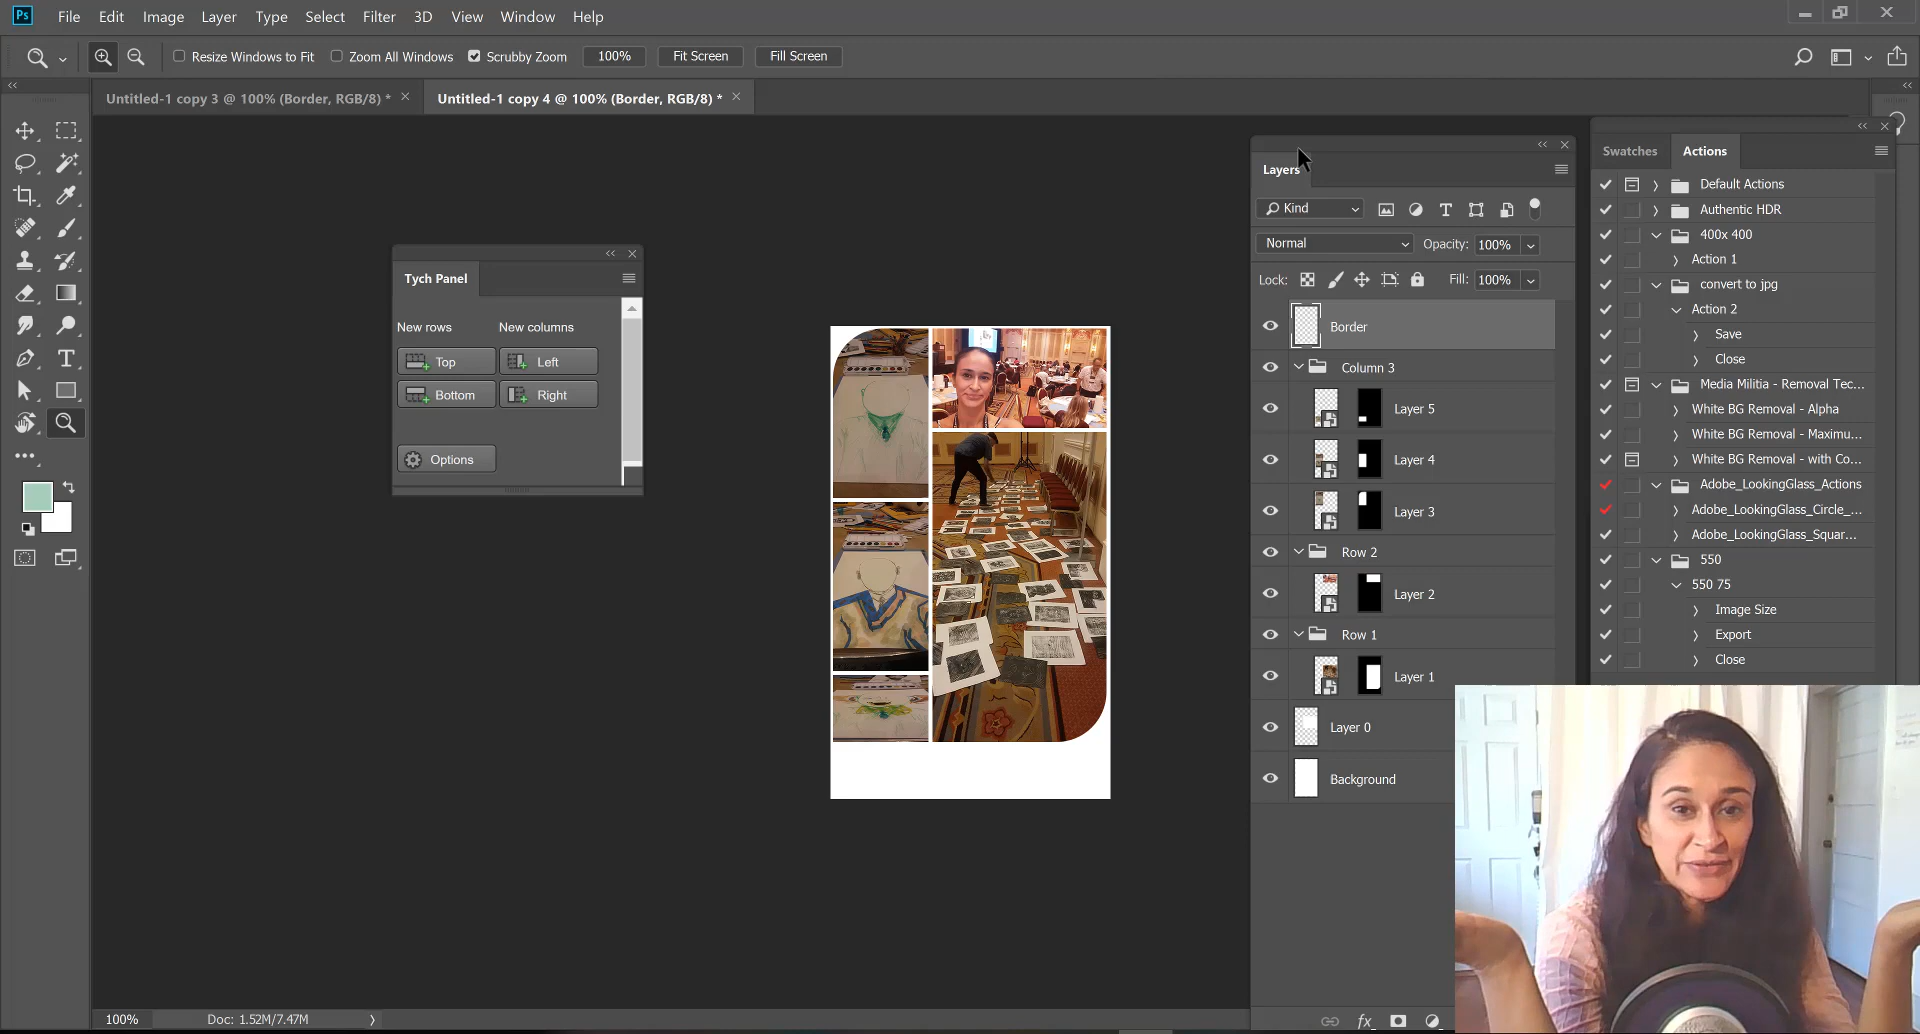 Ps File Edit Image Layer Type Select Filter 3D View Window Help
Resize Windows to Fit Zoom All Windows Scrubby Zoom 100% Fit Screen Fill Screen
Untitled-1 copy 3 @ 100% (Border, RGB/8) * Untitled-1 copy 4 @ 100% (Border, RGB/8) *
Tych Panel
New rows New columns
Top Left
Bottom Right
Options
Layers
Kind
Normal Opacity: 100%
Lock: Fill: 100%
Border
Column 3
Layer 5
Layer 4
Layer 3
Row 2
Layer 2
Row 1
Layer 1
Layer 0
Background
fx
Swatches Actions
Default Actions
Authentic HDR
400x 400
Action 1
convert to jpg
Action 2
Save
Close
Media Militia - Removal Tec...
White BG Removal - Alpha
White BG Removal - Maximu...
White BG Removal - with Co...
Adobe_LookingGlass_Actions
Adobe_LookingGlass_Circle_...
Adobe_LookingGlass_Squar...
550
550 75
Image Size
Export
Close
100% Doc: 1.52M/7.47M